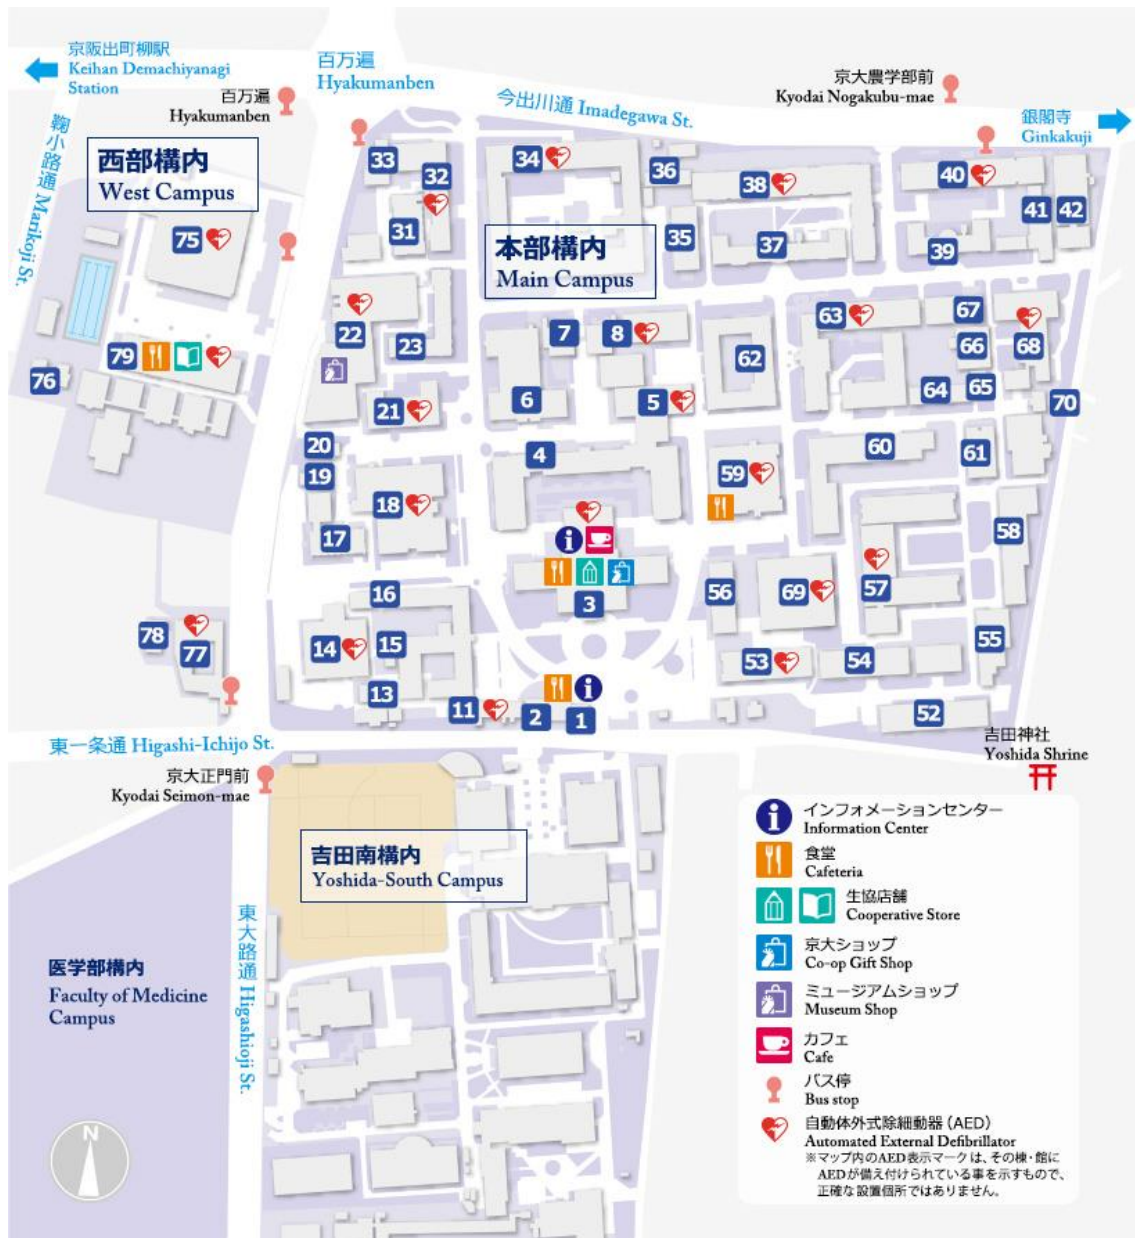 京阪出町柳駅
Keihan Demachiyanagi
Station
百万遍
Hyakumanben
百万遍
Hyakumanben
今出川通 Imadegawa St.
京大農学部前
Kyodai Nogakubu-mae
銀閣寺
Ginkakuji
鞠小路通 Marikoji St.
西部構内
West Campus
本部構内
Main Campus
33
32
34
36
38
40
41
42
31
35
37
39
75
22
23
7
8
62
63
67
66
68
79
76
21
6
5
64
65
70
20
4
60
61
19
18
59
17
58
16
3
56
69
57
78
77
14
15
53
54
55
13
11
2
1
52
東一条通 Higashi-Ichijo St.
吉田神社
Yoshida Shrine
京大正門前
Kyodai Seimon-mae
吉田南構内
Yoshida-South Campus
東大路通 Higashioji St.
医学部構内
Faculty of Medicine
Campus
N
インフォメーションセンター
Information Center
食堂
Cafeteria
生協店舗
Cooperative Store
京大ショップ
Co-op Gift Shop
ミュージアムショップ
Museum Shop
カフェ
Cafe
バス停
Bus stop
自動体外式除細動器（AED）
Automated External Defibrillator
※マップ内のAED表示マークは、その棟・館に
AEDが備え付けられている事を示すもので、
正確な設置個所ではありません。